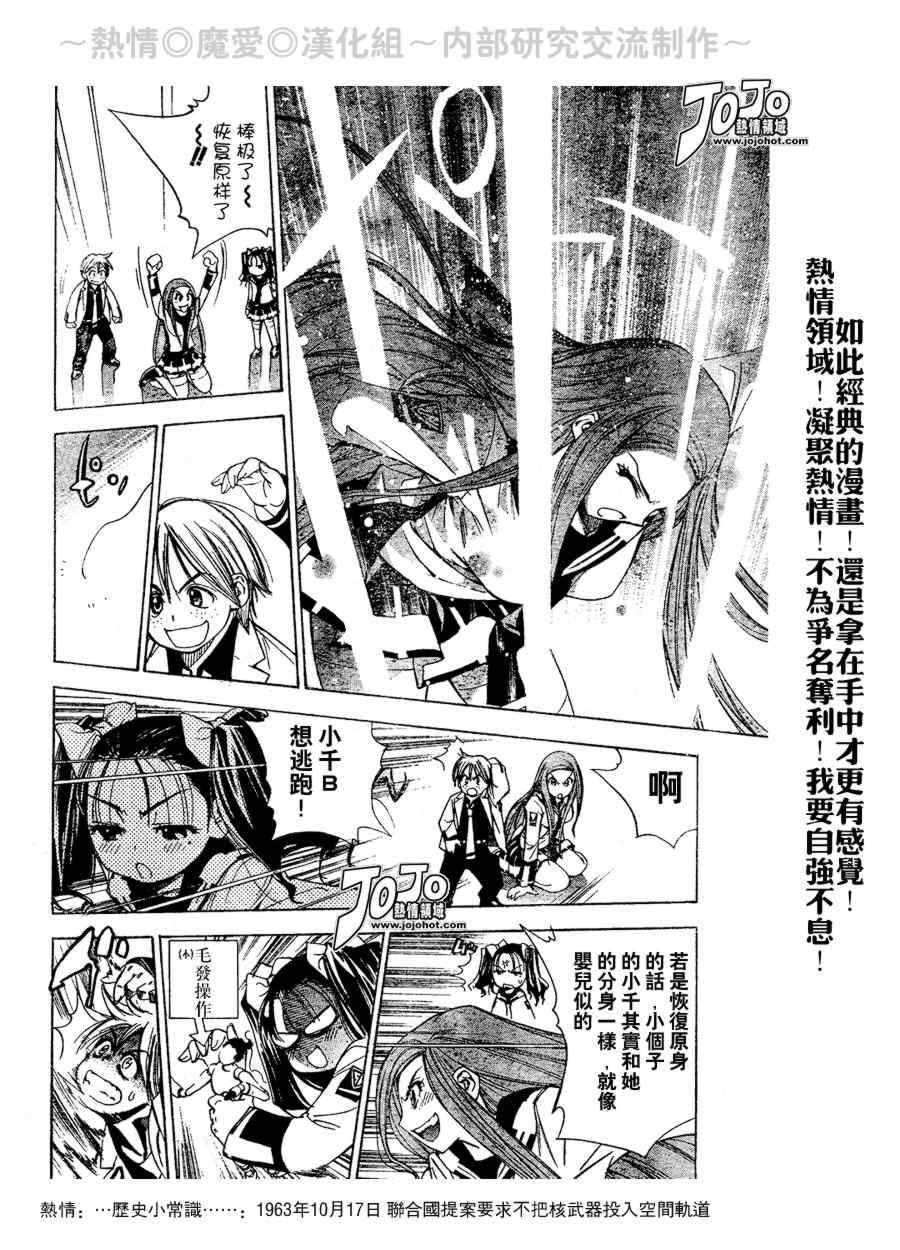 ～熱情◎魔愛◎漢化組～内部研究交流制作～
JoJo
熱情領域
www.jojohot.com
棒极了～
恢复原样了
～!!
如此經典的漫畫！還是拿在手中才更有感覺！
熱情領域！凝聚熱情！不為爭名奪利！我要自強不息！
ピン
啊
小千B
想逃跑！
JoJo
熱情領域
www.jojohot.com
若是恢復原身
的話，小個子
的小千其實和她
的分身一樣，就像
嬰兒似的
毛發操作
(本)
熱情：…歷史小常識……：1963年10月17日 聯合國提案要求不把核武器投入空間軌道